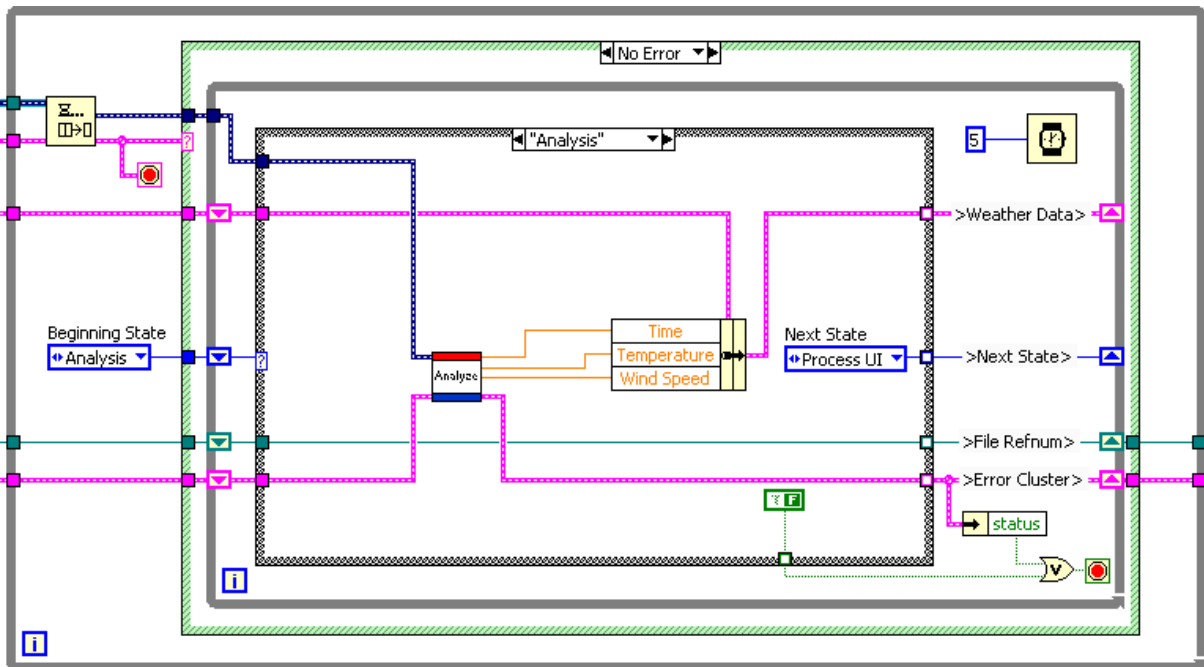 No Error
"Analysis"
5
>Weather Data>
Time
Temperature
Wind Speed
Beginning State
Analysis
Next State
Process UI
>Next State>
Analyze
>File Refnum>
>Error Cluster>
F
status
V
i
i
?
?